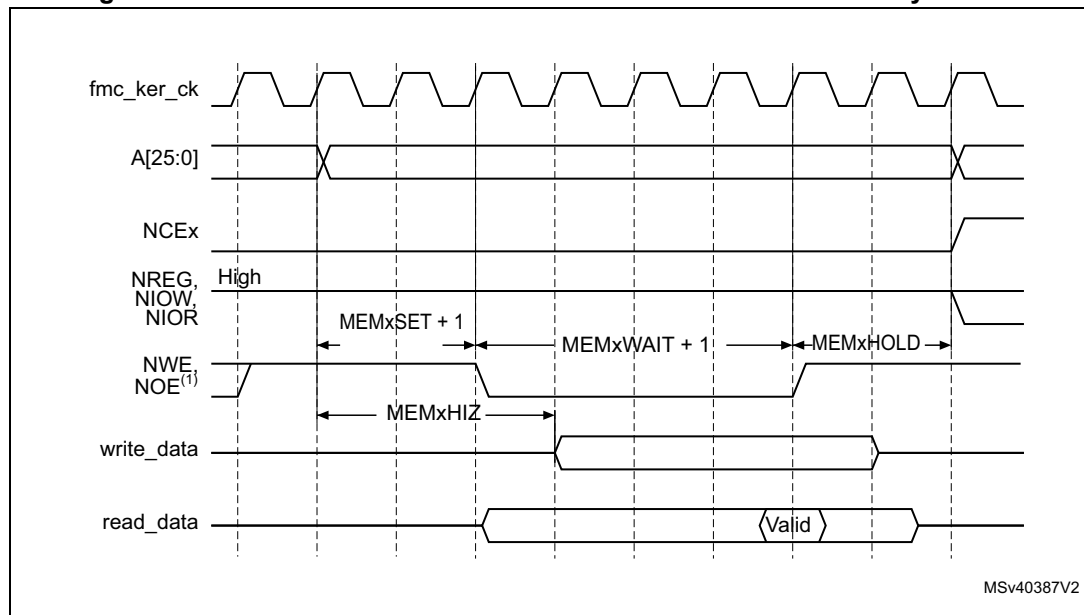 fmc_ker_ck
A[25:0]
NCEx
NREG,
NIOW,
NIOR
High
MEMxSET + 1
MEMxWAIT + 1
MEMxHOLD
NWE,
NOE(1)
MEMxHIZ
write_data
read_data
Valid
MSv40387V2